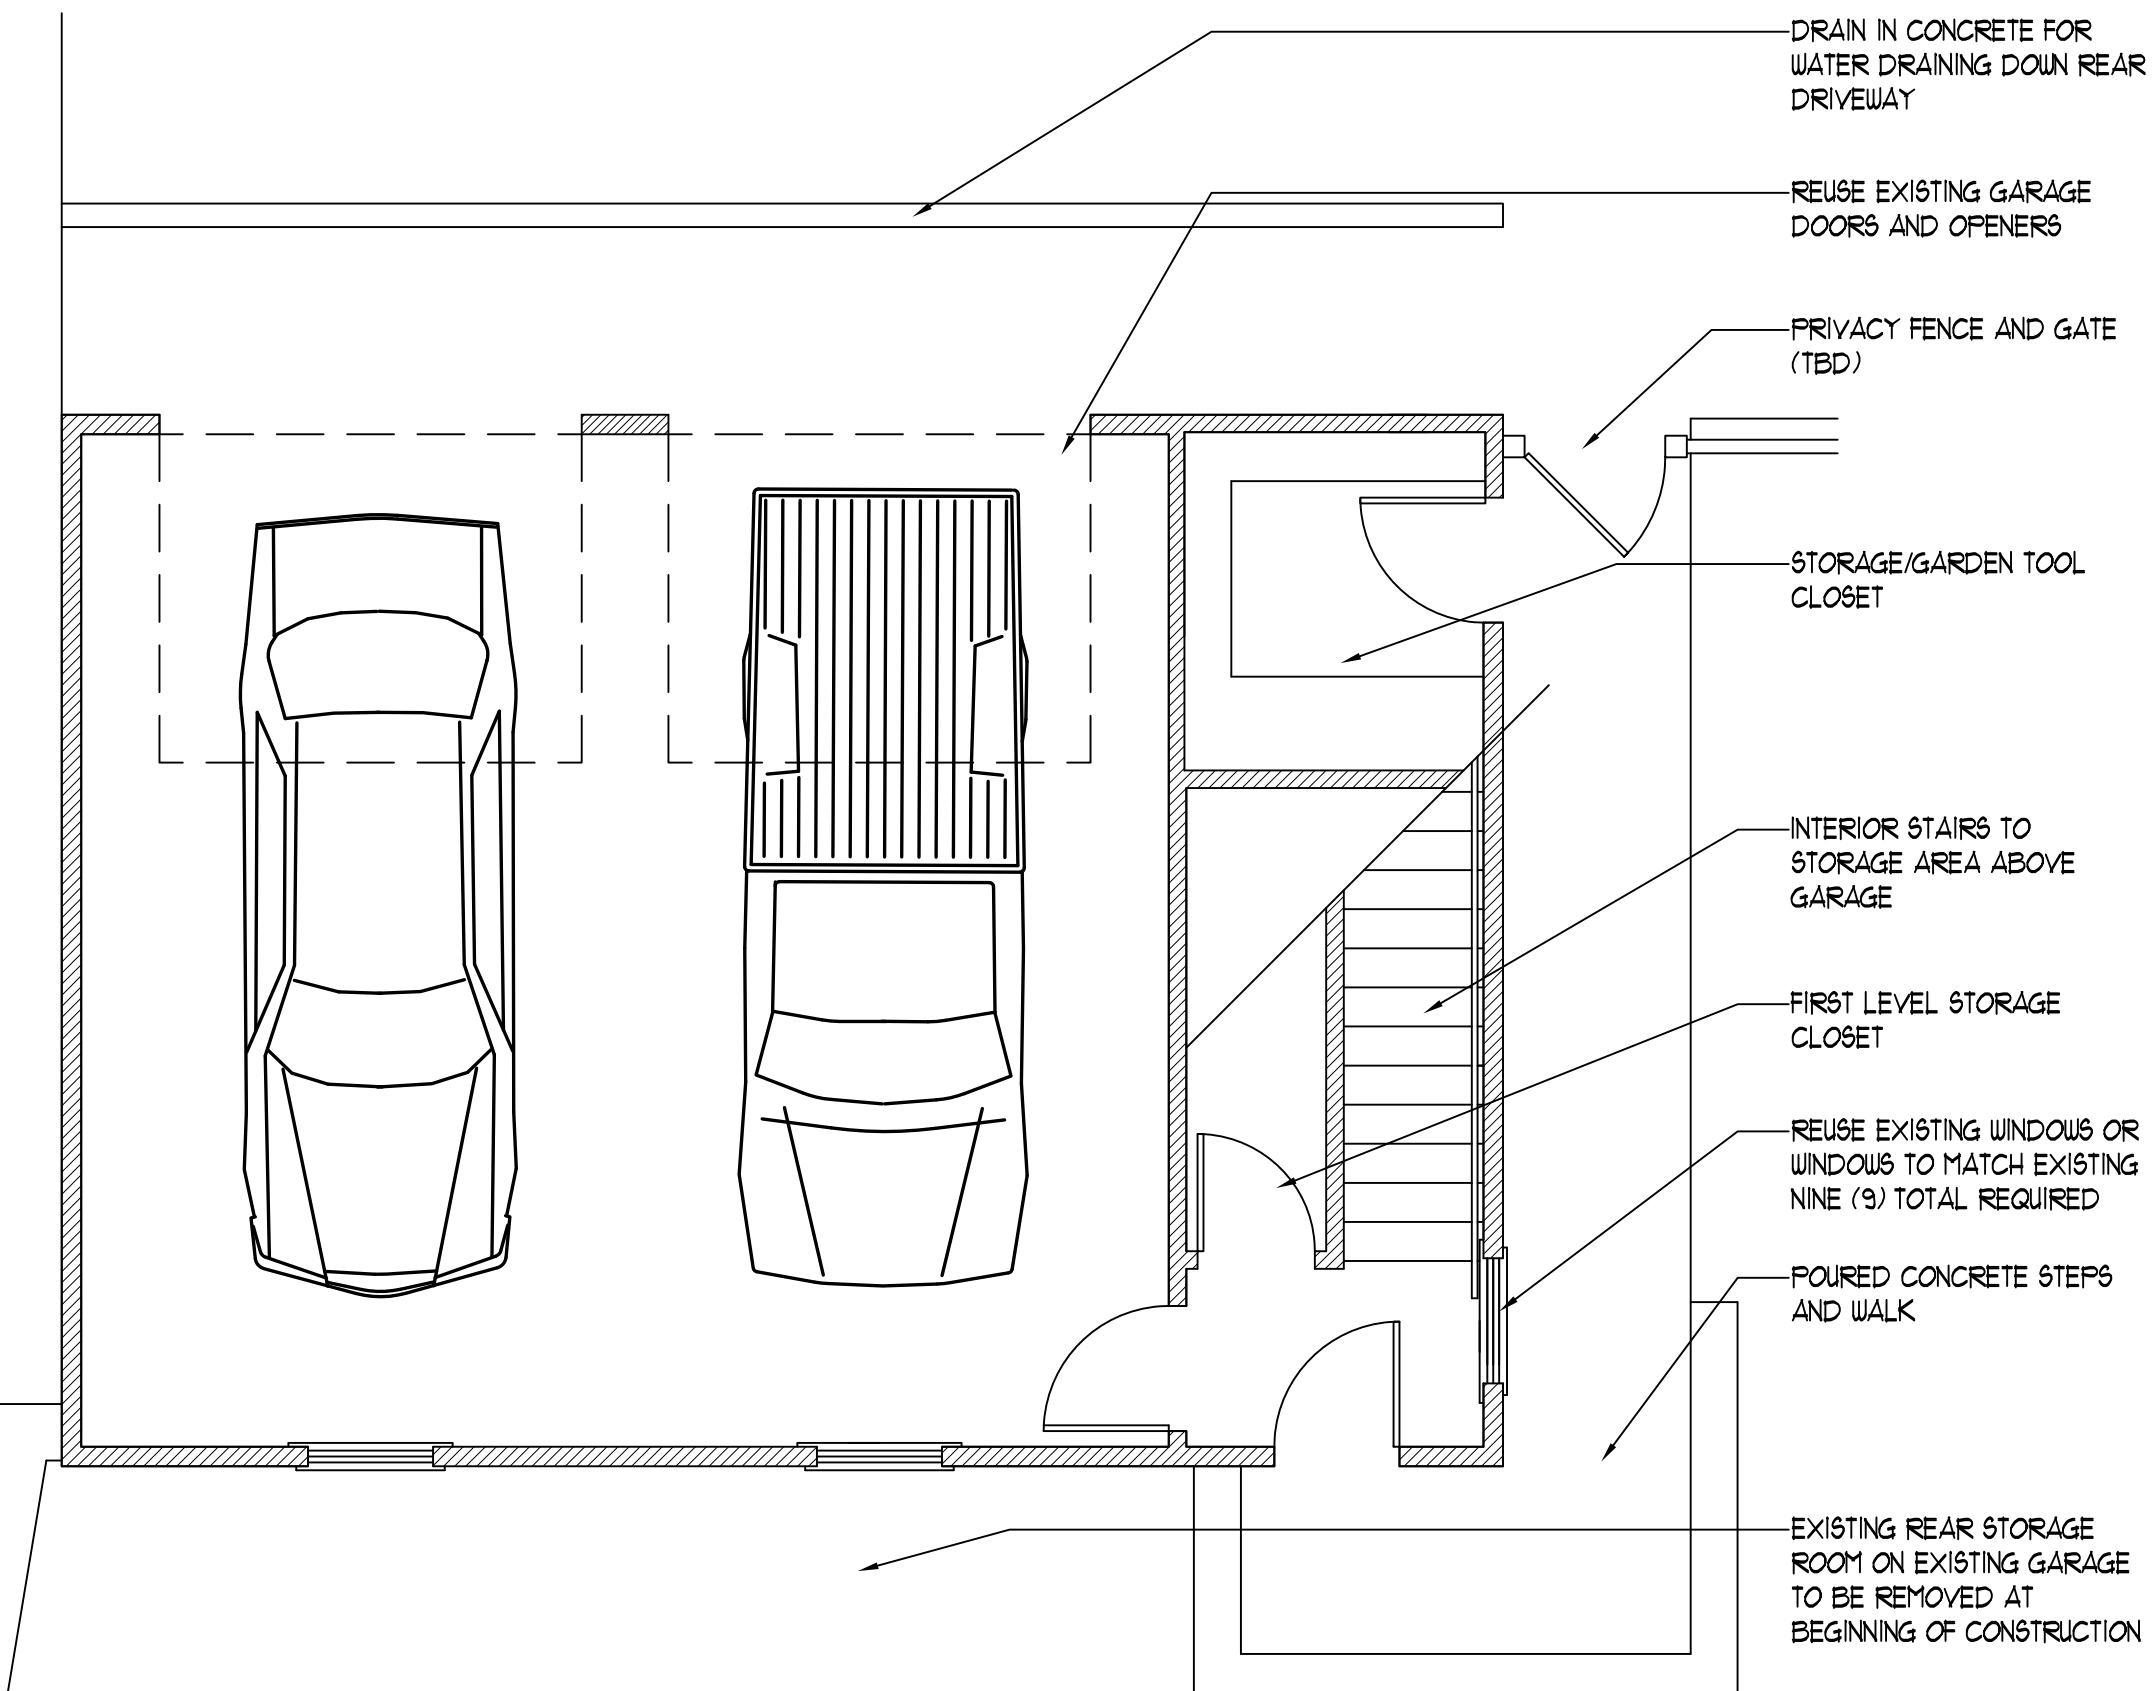 DRAIN IN CONCRETE FOR
WATER DRAINING DOWN REAR
DRIVEWAY
REUSE EXISTING GARAGE
DOORS AND OPENERS
PRIVACY FENCE AND GATE
(TBD)
STORAGE/GARDEN TOOL
CLOSET
INTERIOR STAIRS TO
STORAGE AREA ABOVE
GARAGE
FIRST LEVEL STORAGE
CLOSET
REUSE EXISTING WINDOWS OR
WINDOWS TO MATCH EXISTING
NINE (9) TOTAL REQUIRED
POURED CONCRETE STEPS
AND WALK
EXISTING REAR STORAGE
ROOM ON EXISTING GARAGE
TO BE REMOVED AT
BEGINNING OF CONSTRUCTION